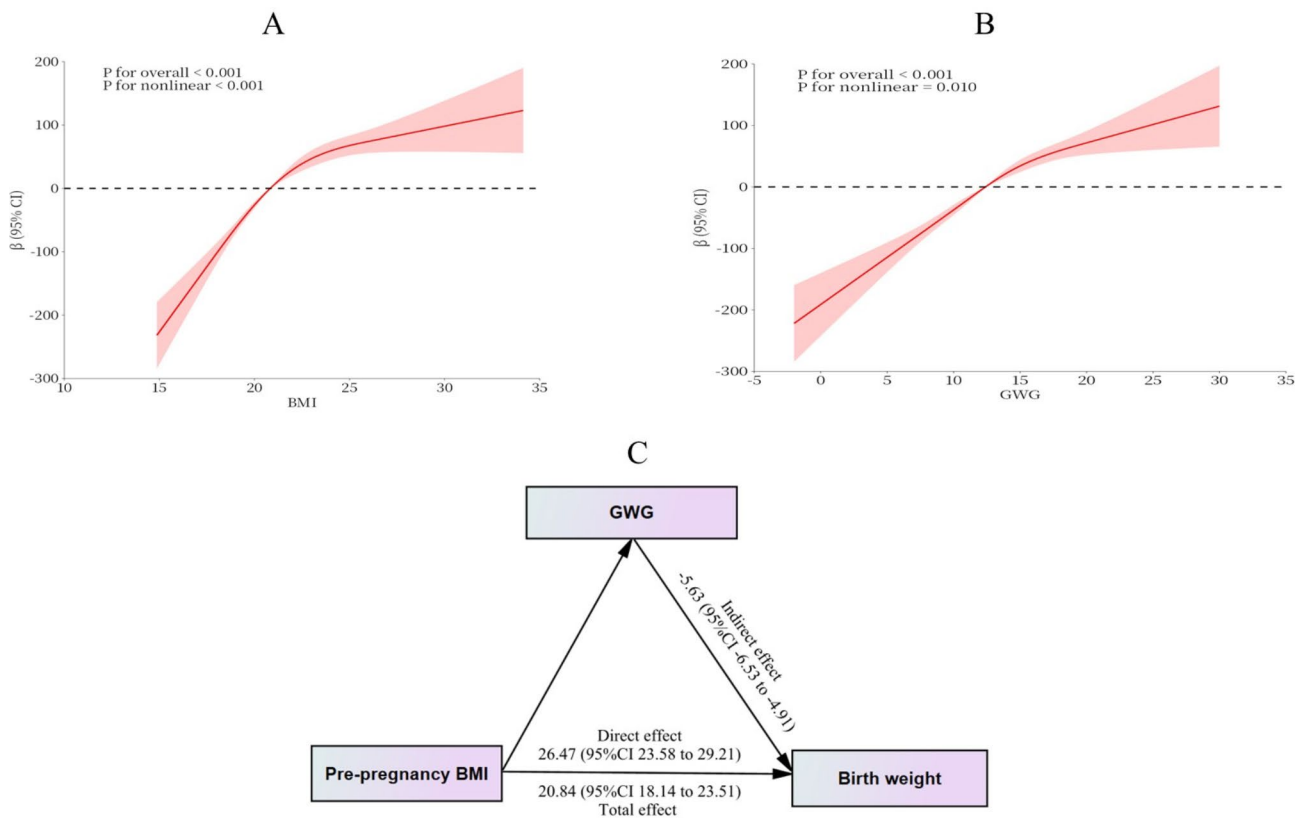 A
P for overall < 0.001
P for nonlinear < 0.001
200
100
0
-100
-200
-300
β (95% CI)
10
15
20
25
30
35
BMI
B
P for overall < 0.001
P for nonlinear = 0.010
200
100
0
-100
-200
-300
β (95% CI)
-5
0
5
10
15
20
25
30
35
GWG
C
GWG
Indirect effect
-5.63 (95%CI -6.53 to -4.91)
Direct effect
26.47 (95%CI 23.58 to 29.21)
Pre-pregnancy BMI
Birth weight
20.84 (95%CI 18.14 to 23.51)
Total effect